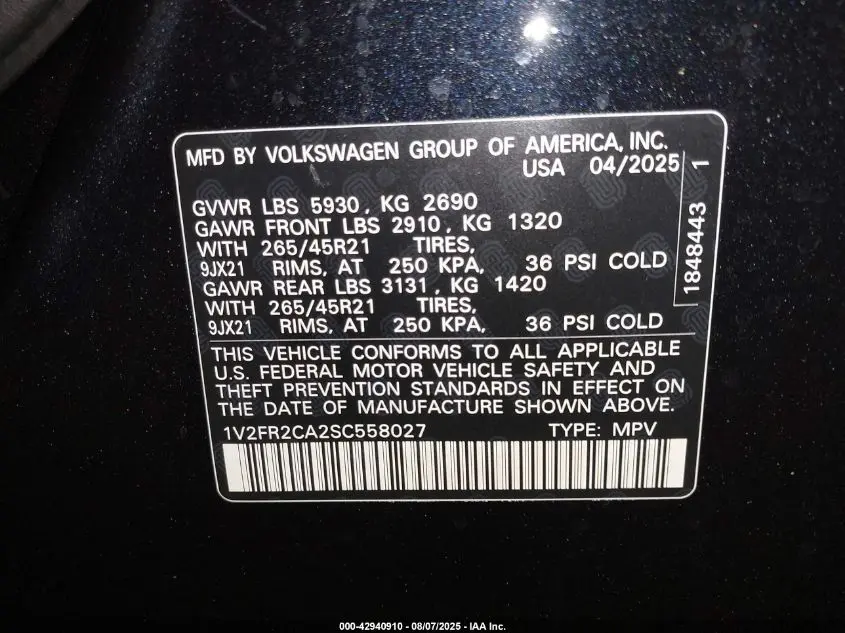 MFD BY VOLKSWAGEN GROUP OF AMERICA, INC.
USA 04/2025
GVWR LBS 5930, KG 2690
GAWR FRONT LBS 2910, KG 1320
WITH 265/45R21 TIRES,
9JX21 RIMS, AT 250 KPA, 36 PSI COLD
GAWR REAR LBS 3131, KG 1420
WITH 265/45R21 TIRES,
9JX21 RIMS, AT 250 KPA, 36 PSI COLD
1848443 1
THIS VEHICLE CONFORMS TO ALL APPLICABLE
U.S. FEDERAL MOTOR VEHICLE SAFETY AND
THEFT PREVENTION STANDARDS IN EFFECT ON
THE DATE OF MANUFACTURE SHOWN ABOVE.
1V2FR2CA2SC558027 TYPE: MPV
000-42940910 - 08/07/2025 - IAA Inc.